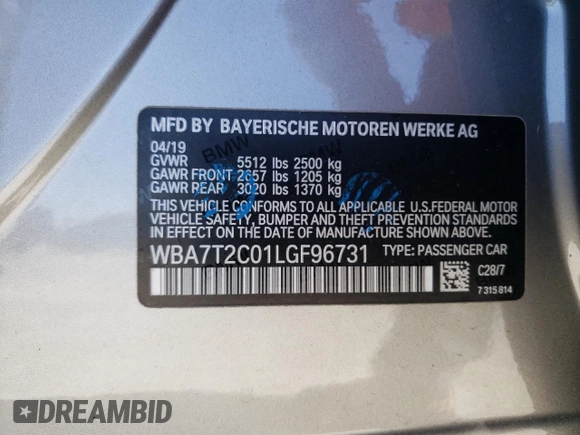 MFD BY BAYERISCHE MOTOREN WERKE AG
04/19
GVWR 5512 lbs 2500 kg
GAWR FRONT 2657 lbs 1205 kg
GAWR REAR 3020 lbs 1370 kg
THIS VEHICLE CONFORMS TO ALL APPLICABLE U.S. FEDERAL MOTOR
VEHICLE SAFETY, BUMPER AND THEFT PREVENTION STANDARDS
IN EFFECT ON THE DATE OF MANUFACTURE SHOWN ABOVE.
WBA7T2C01LGF96731 TYPE: PASSENGER CAR
C28/7
7 315 814
DREAMBID